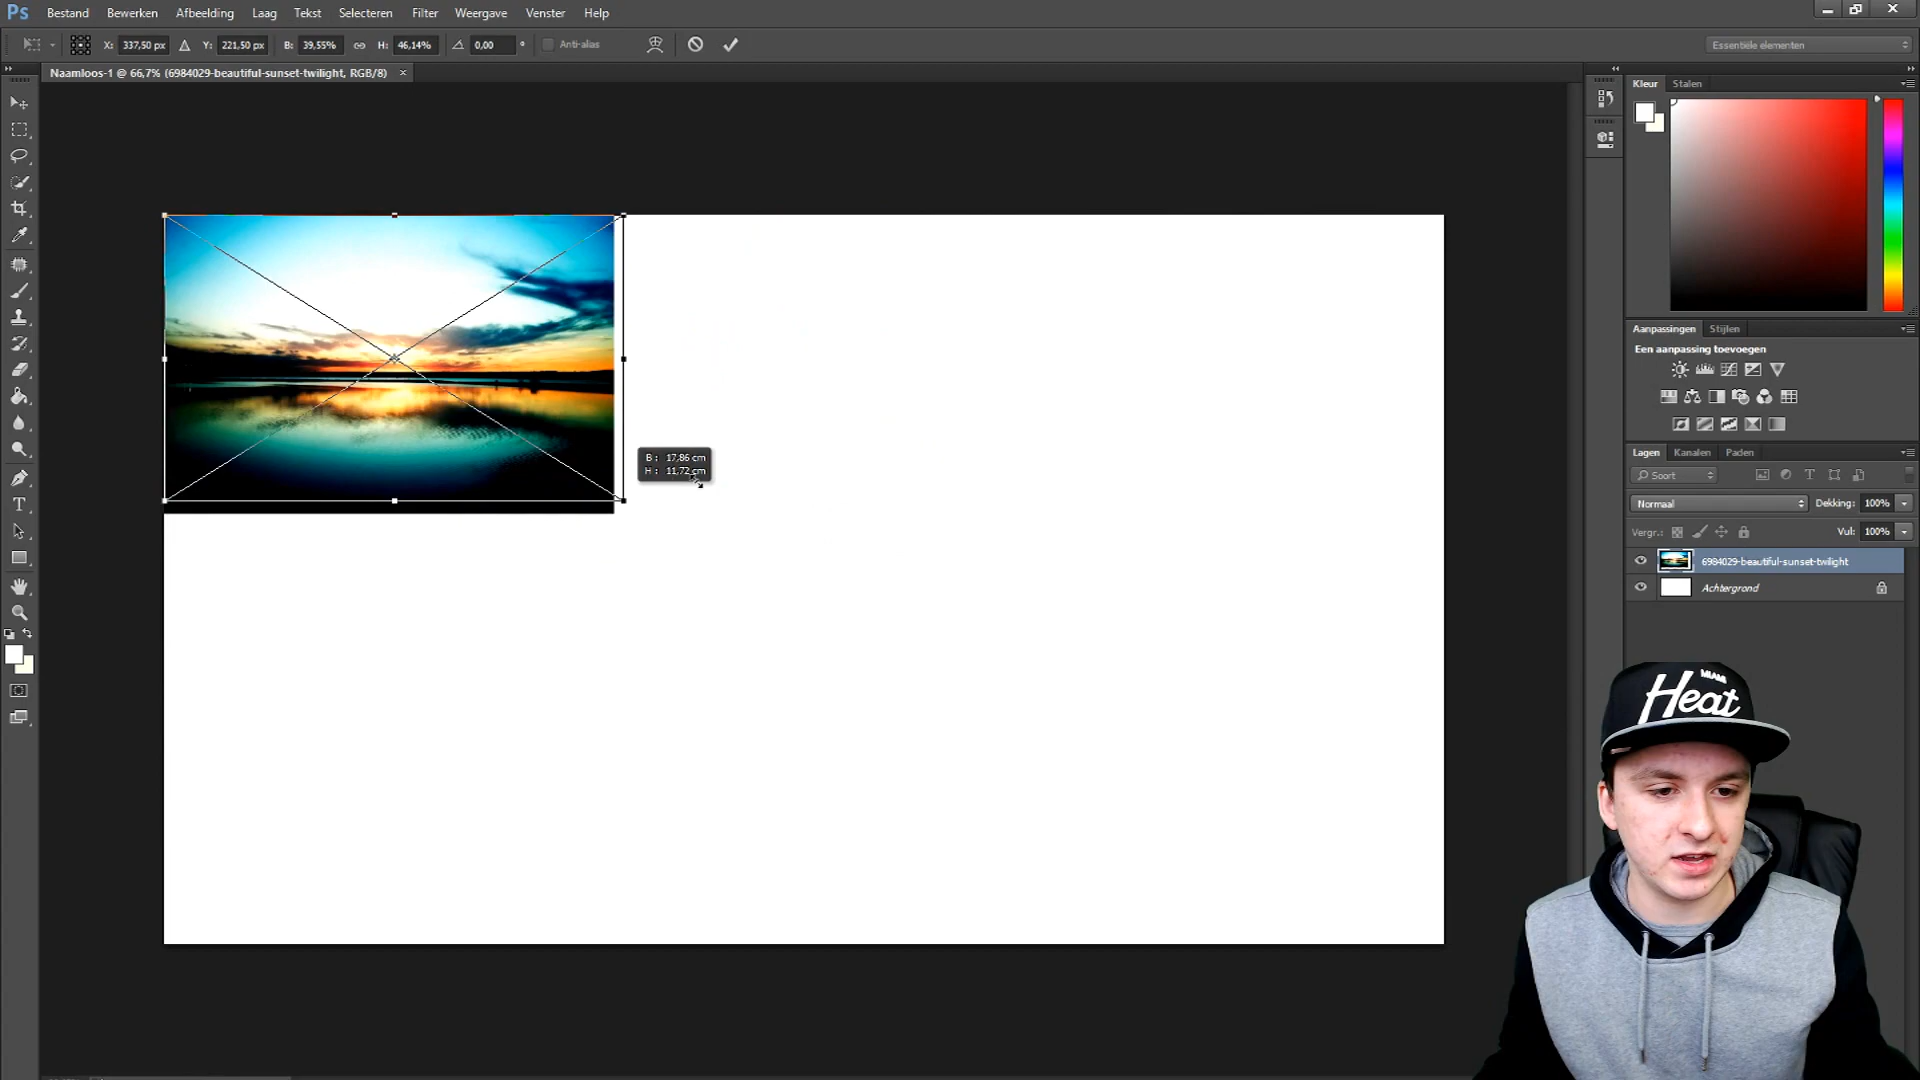 Ps Bestand Bewerken Afbeelding Laag Tekst Selecteren Filter Weergave Venster Help
X: 337,50 px Y: 221,50 px B: 39,55% H: 46,14% 0,00 ° Anti-alias Essentiële elementen
Naamloos-1 @ 66,7% (6984029-beautiful-sunset-twilight, RGB/8) ×
Kleur Stalen
Aanpassingen Stijlen
Een aanpassing toevoegen
B: 17,86 cm
H: 11,72 cm
Lagen Kanalen Paden
Soort
Normaal Dekking: 100%
Vergr.: Vul: 100%
6984029-beautiful-sunset-twilight
Achtergrond
MIAMI
Heat